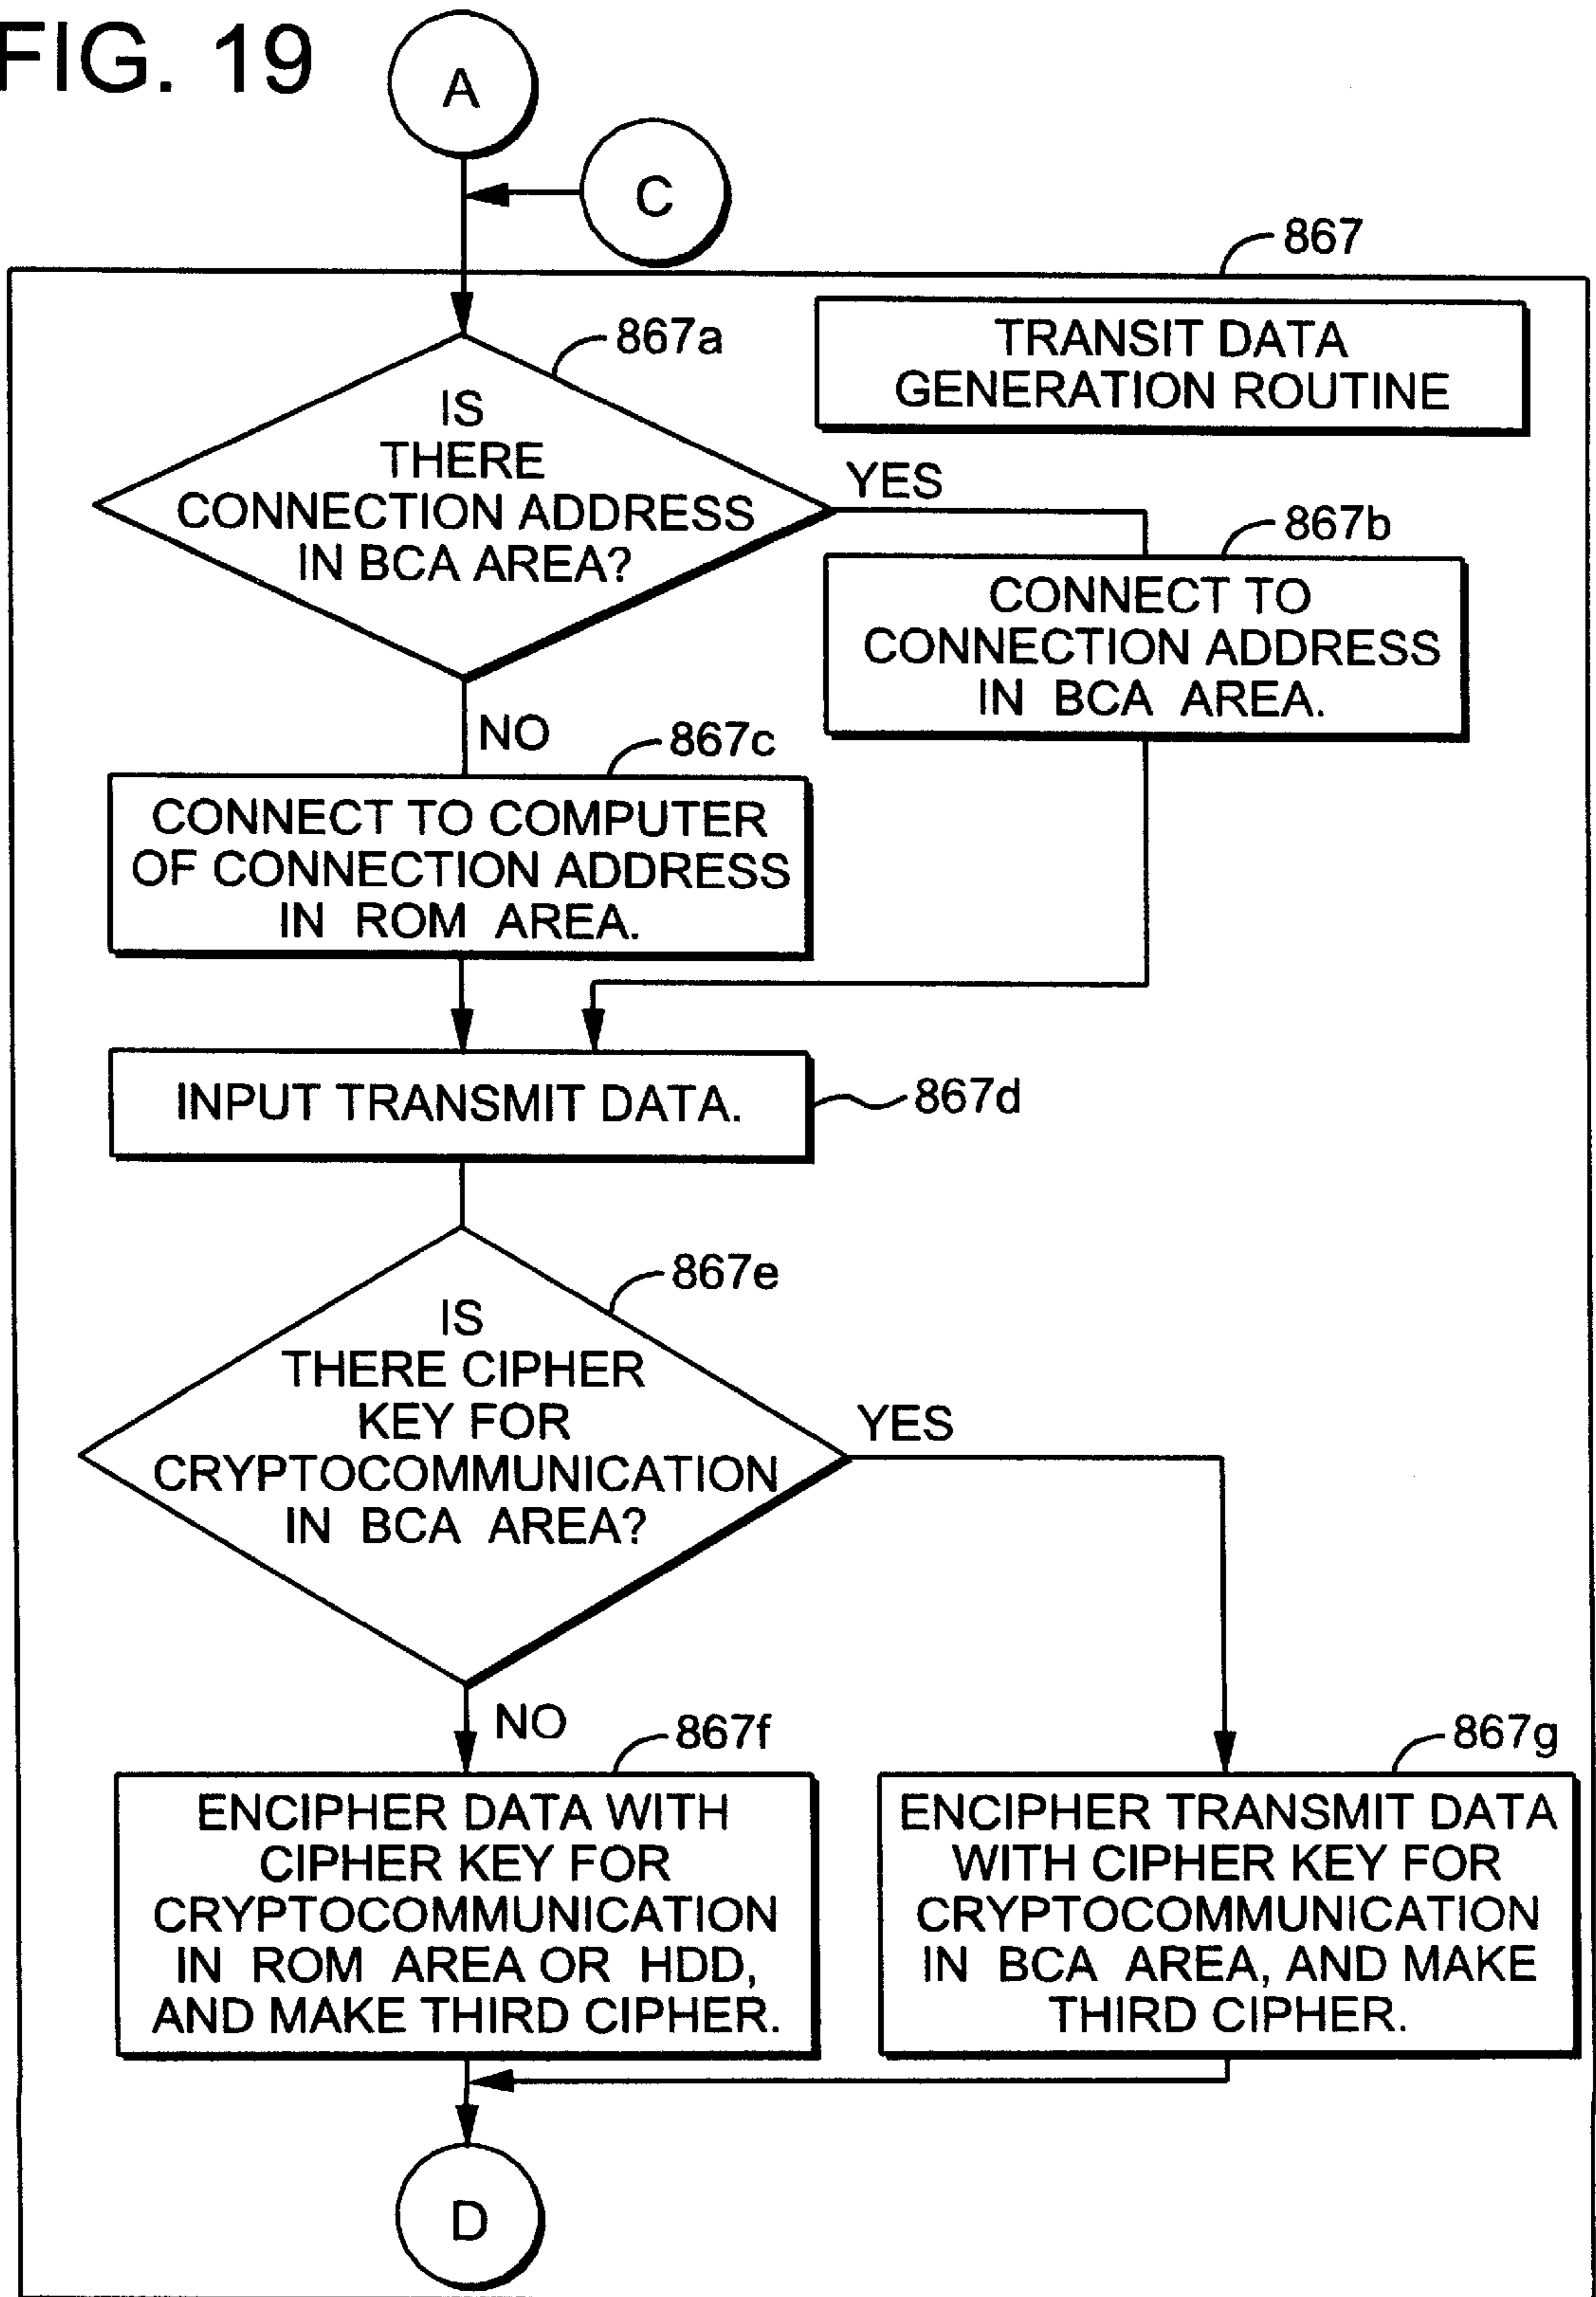 FIG. 19
A
C
867
TRANSIT DATA
GENERATION ROUTINE
867a
IS
THERE
CONNECTION ADDRESS
IN BCA AREA?
YES
867b
CONNECT TO
CONNECTION ADDRESS
IN BCA AREA.
NO
867c
CONNECT TO COMPUTER
OF CONNECTION ADDRESS
IN ROM AREA.
INPUT TRANSMIT DATA.
867d
867e
IS
THERE CIPHER
KEY FOR
CRYPTOCOMMUNICATION
IN BCA AREA?
YES
NO
867f
ENCIPHER DATA WITH
CIPHER KEY FOR
CRYPTOCOMMUNICATION
IN ROM AREA OR HDD,
AND MAKE THIRD CIPHER.
867g
ENCIPHER TRANSMIT DATA
WITH CIPHER KEY FOR
CRYPTOCOMMUNICATION
IN BCA AREA, AND MAKE
THIRD CIPHER.
D